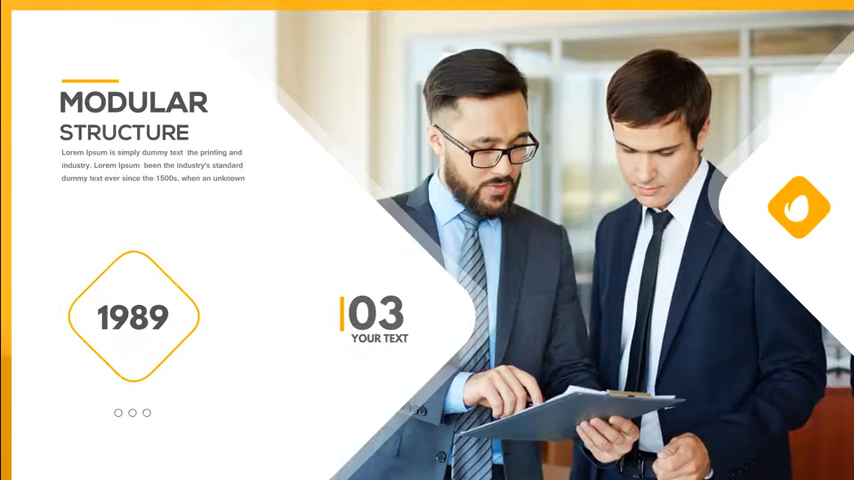 MODULAR
STRUCTURE
Lorem Ipsum is simply dummy text the printing and
industry. Lorem Ipsum been the industry's standard
dummy text ever since the 1500s, when an unknown
1989
03
YOUR TEXT